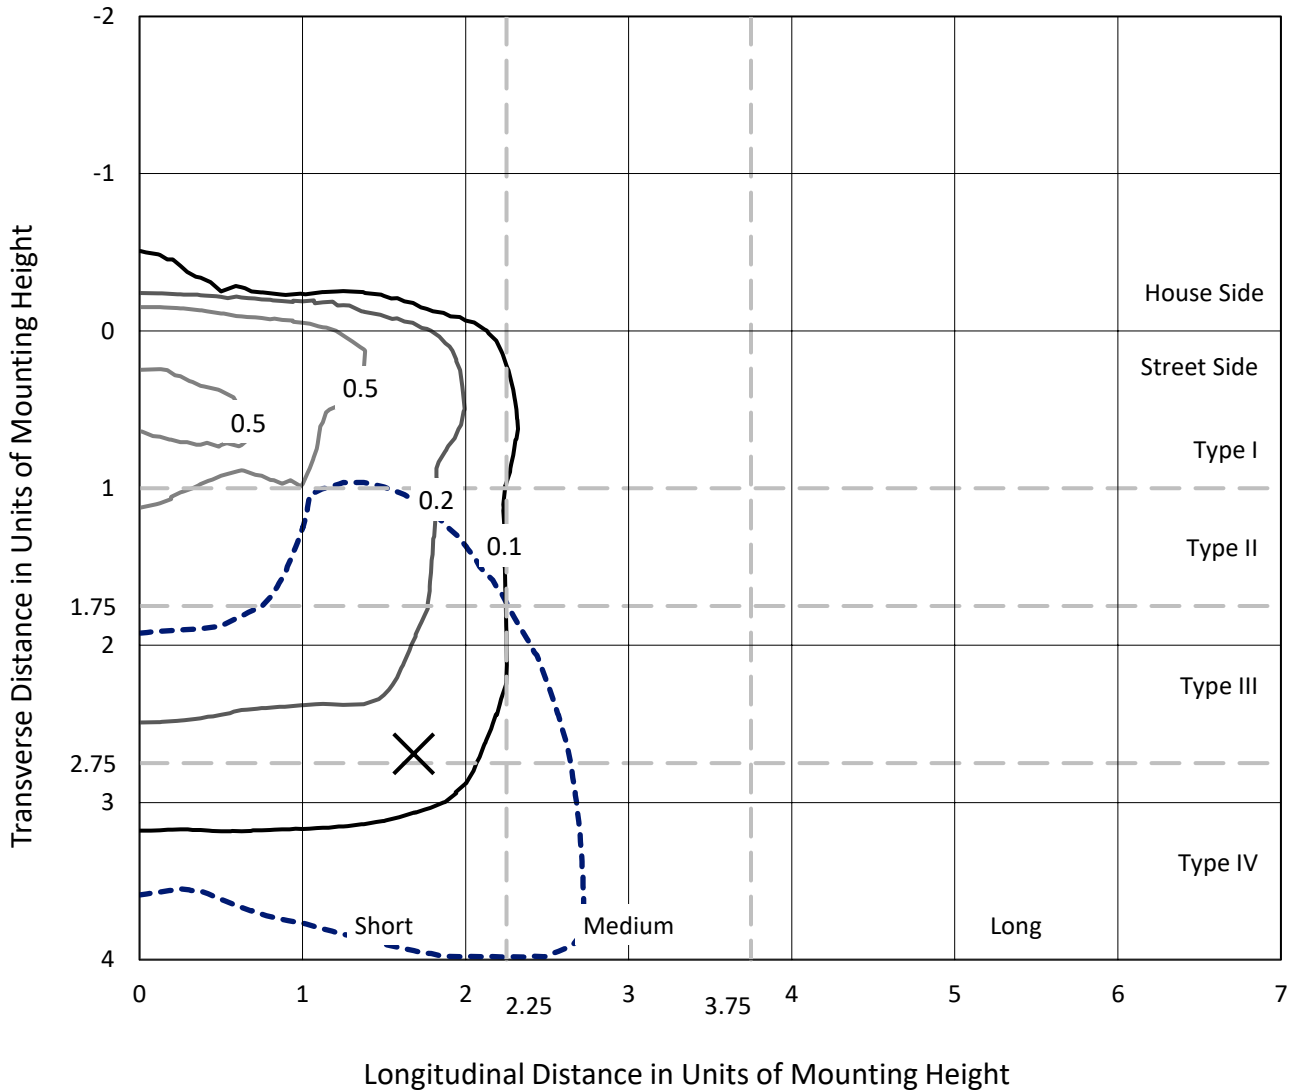 -2
-1
House Side
0
Street Side
0.5
0.5
Type I
1
0.2
0.1
Type II
1.75
2
Type III
2.75
3
Type IV
Short
Medium
Long
4
0
1
2
2.25
3
3.75
4
5
6
7
Transverse Distance in Units of Mounting Height
Longitudinal Distance in Units of Mounting Height